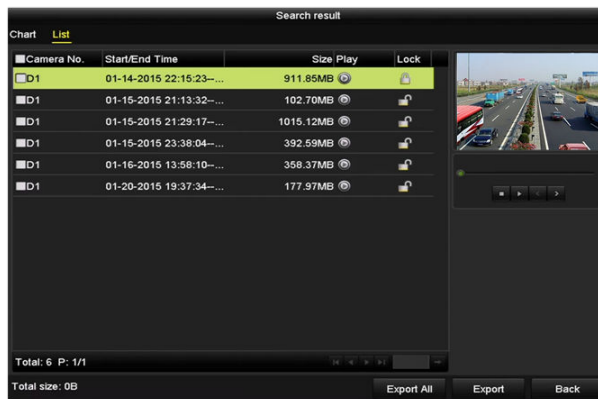 Search result
Chart List
Camera No. Start/End Time Size Play Lock
D1 01-14-2015 22:15:23--... 911.85MB
D1 01-15-2015 21:13:32--... 102.70MB
D1 01-15-2015 21:29:17--... 1015.12MB
D1 01-15-2015 23:38:04--... 392.59MB
D1 01-16-2015 13:58:10--... 358.37MB
D1 01-20-2015 19:37:34--... 177.97MB
Total: 6 P: 1/1
Total size: 0B Export All Export Back